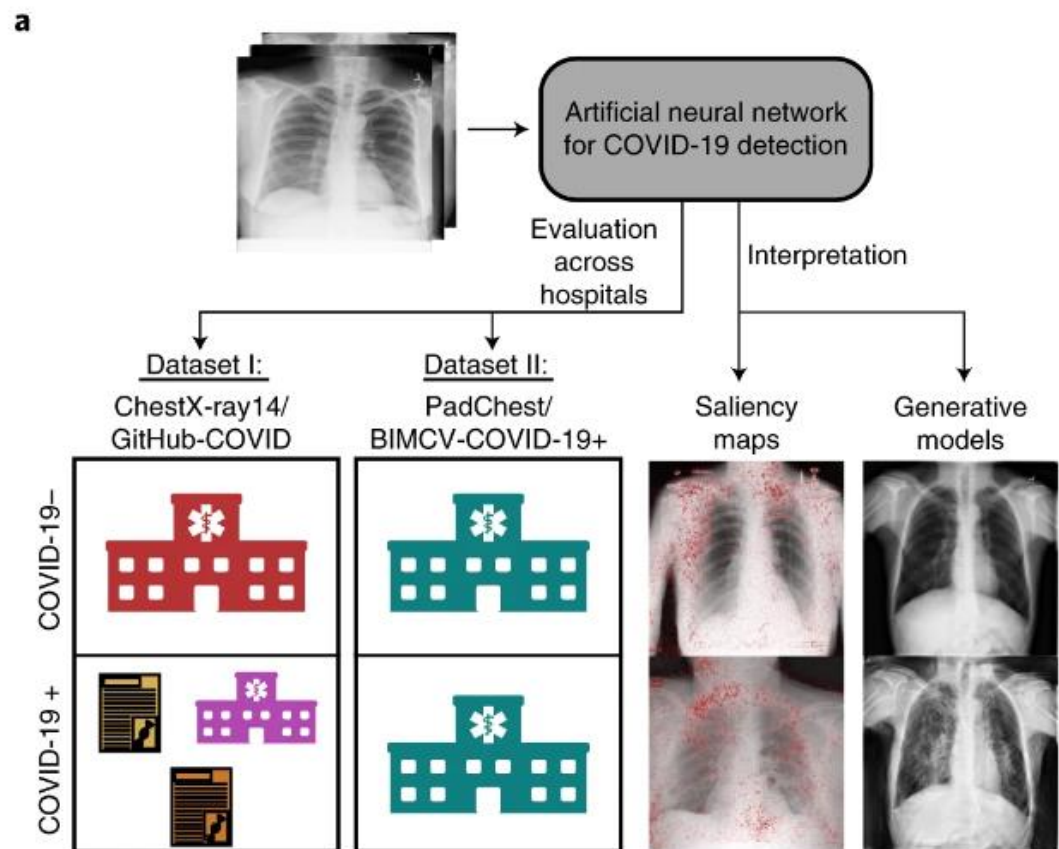 a
Artificial neural network
for COVID-19 detection
Evaluation
across
hospitals
Interpretation
Dataset I:
ChestX-ray14/
GitHub-COVID
Dataset II:
PadChest/
BIMCV-COVID-19+
Saliency
maps
Generative
models
COVID-19–
COVID-19 +